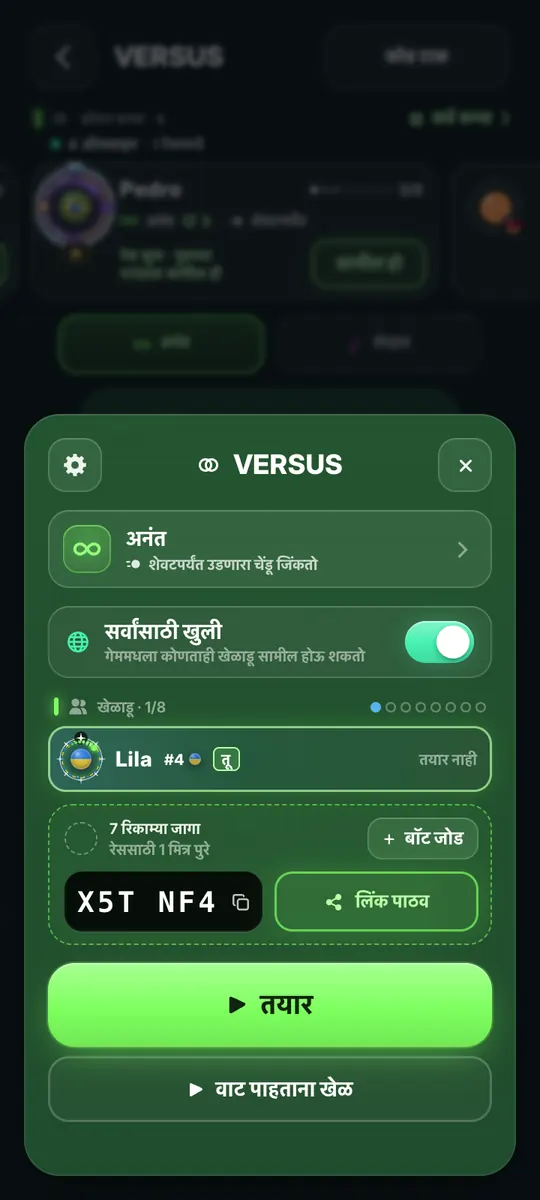 VERSUS
Pedro
VERSUS
अनंत
शेवटपर्यंत उडणारा चेंडू जिंकतो
सर्वांसाठी खुली
गेममधला कोणताही खेळाडू सामील होऊ शकतो
खेळाडू · 1/8
Lila #4 तू
तयार नाही
7 रिकाम्या जागा
रेससाठी 1 मित्र पुरे
+ बॉट जोड
X5T NF4
लिंक पाठव
तयार
वाट पाहताना खेळ